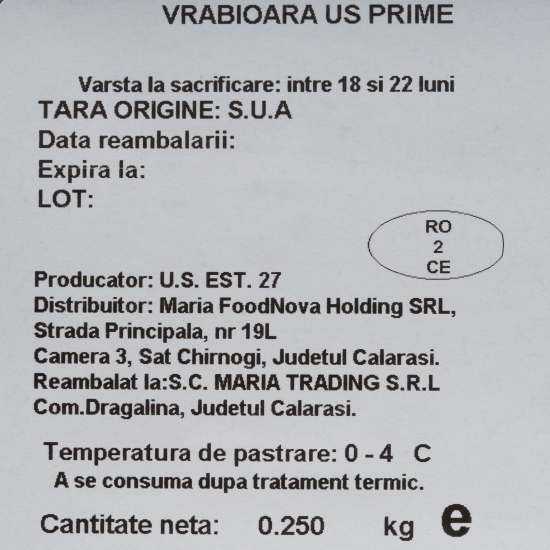 VRABIOARA US PRIME
Varsta la sacrificare: intre 18 si 22 luni
TARA ORIGINE: S.U.A
Data reambalarii:
Expira la:
LOT:
RO
2
CE
Producator: U.S. EST. 27
Distribuitor: Maria FoodNova Holding SRL,
Strada Principala, nr 19L
Camera 3, Sat Chirnogi, Judetul Calarasi.
Reambalat la:S.C. MARIA TRADING S.R.L
Com.Dragalina, Judetul Calarasi.
Temperatura de pastrare: 0 - 4 C
A se consuma dupa tratament termic.
Cantitate neta: 0.250 kg e